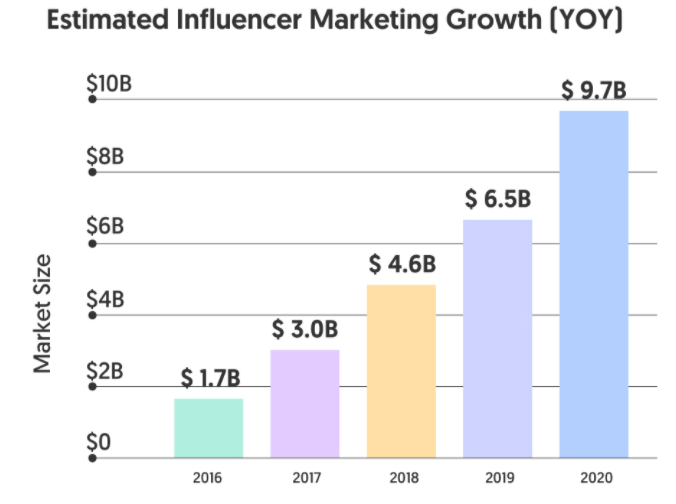 Estimated Influencer Marketing Growth (YOY)
$10B
$ 9.7B
$8B
$ 6.5B
$6B
$ 4.6B
$4B
$ 3.0B
$2B
$ 1.7B
$0
Market Size
2016 2017 2018 2019 2020